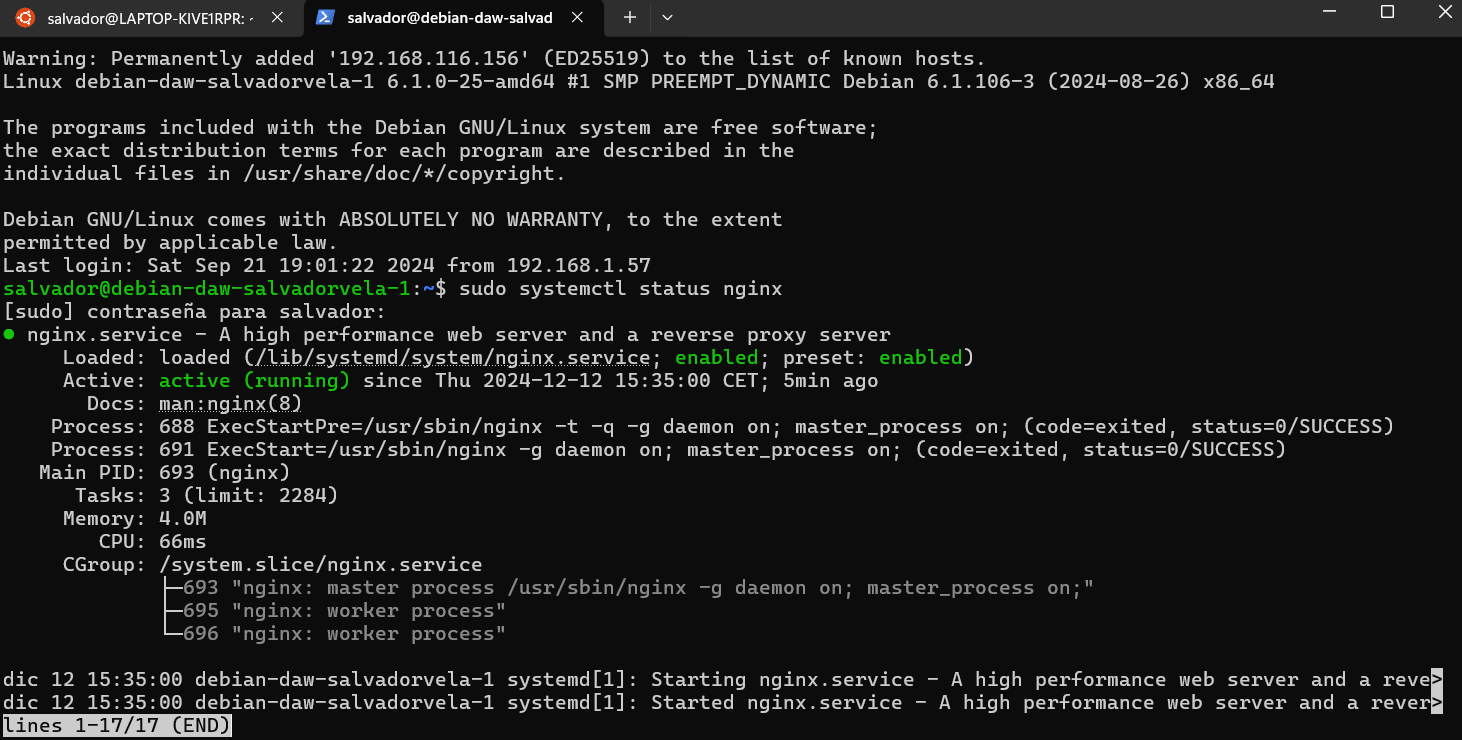 salvador@LAPTOP-KIVE1RPR: ~
salvador@debian-daw-salvad
Warning: Permanently added '192.168.116.156' (ED25519) to the list of known hosts.
Linux debian-daw-salvadorvela-1 6.1.0-25-amd64 #1 SMP PREEMPT_DYNAMIC Debian 6.1.106-3 (2024-08-26) x86_64
The programs included with the Debian GNU/Linux system are free software;
the exact distribution terms for each program are described in the
individual files in /usr/share/doc/*/copyright.
Debian GNU/Linux comes with ABSOLUTELY NO WARRANTY, to the extent
permitted by applicable law.
Last login: Sat Sep 21 19:01:22 2024 from 192.168.1.57
salvador@debian-daw-salvadorvela-1:~$ sudo systemctl status nginx
[sudo] contraseña para salvador:
● nginx.service - A high performance web server and a reverse proxy server
Loaded: loaded (/lib/systemd/system/nginx.service; enabled; preset: enabled)
Active: active (running) since Thu 2024-12-12 15:35:00 CET; 5min ago
Docs: man:nginx(8)
Process: 688 ExecStartPre=/usr/sbin/nginx -t -q -g daemon on; master_process on; (code=exited, status=0/SUCCESS)
Process: 691 ExecStart=/usr/sbin/nginx -g daemon on; master_process on; (code=exited, status=0/SUCCESS)
Main PID: 693 (nginx)
Tasks: 3 (limit: 2284)
Memory: 4.0M
CPU: 66ms
CGroup: /system.slice/nginx.service
├─693 "nginx: master process /usr/sbin/nginx -g daemon on; master_process on;"
├─695 "nginx: worker process"
└─696 "nginx: worker process"
dic 12 15:35:00 debian-daw-salvadorvela-1 systemd[1]: Starting nginx.service - A high performance web server and a reve>
dic 12 15:35:00 debian-daw-salvadorvela-1 systemd[1]: Started nginx.service - A high performance web server and a rever>
lines 1-17/17 (END)